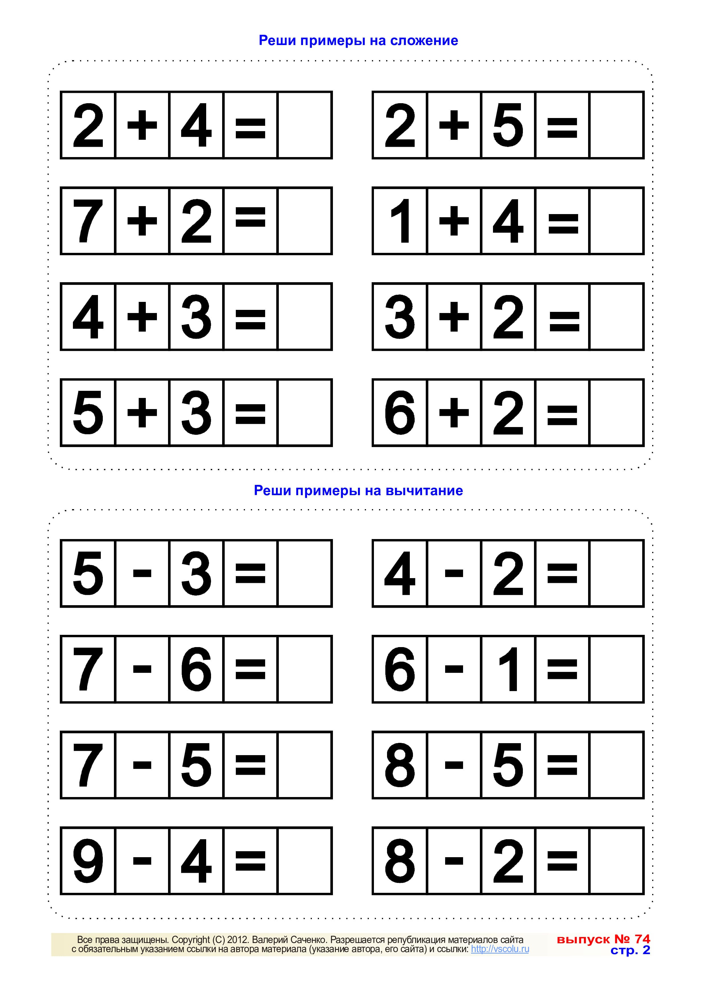 Реши примеры на сложение
2 + 4 = 2 + 5 =
7 + 2 = 1 + 4 =
4 + 3 = 3 + 2 =
5 + 3 = 6 + 2 =
Реши примеры на вычитание
5 - 3 = 4 - 2 =
7 - 6 = 6 - 1 =
7 - 5 = 8 - 5 =
9 - 4 = 8 - 2 =
Все права защищены. Copyright (C) 2012. Валерий Саченко. Разрешается републикация материалов сайта
с обязательным указанием ссылки на автора материала (указание автора, его сайта) и ссылки: http://vscolu.ru
выпуск № 74
стр. 2